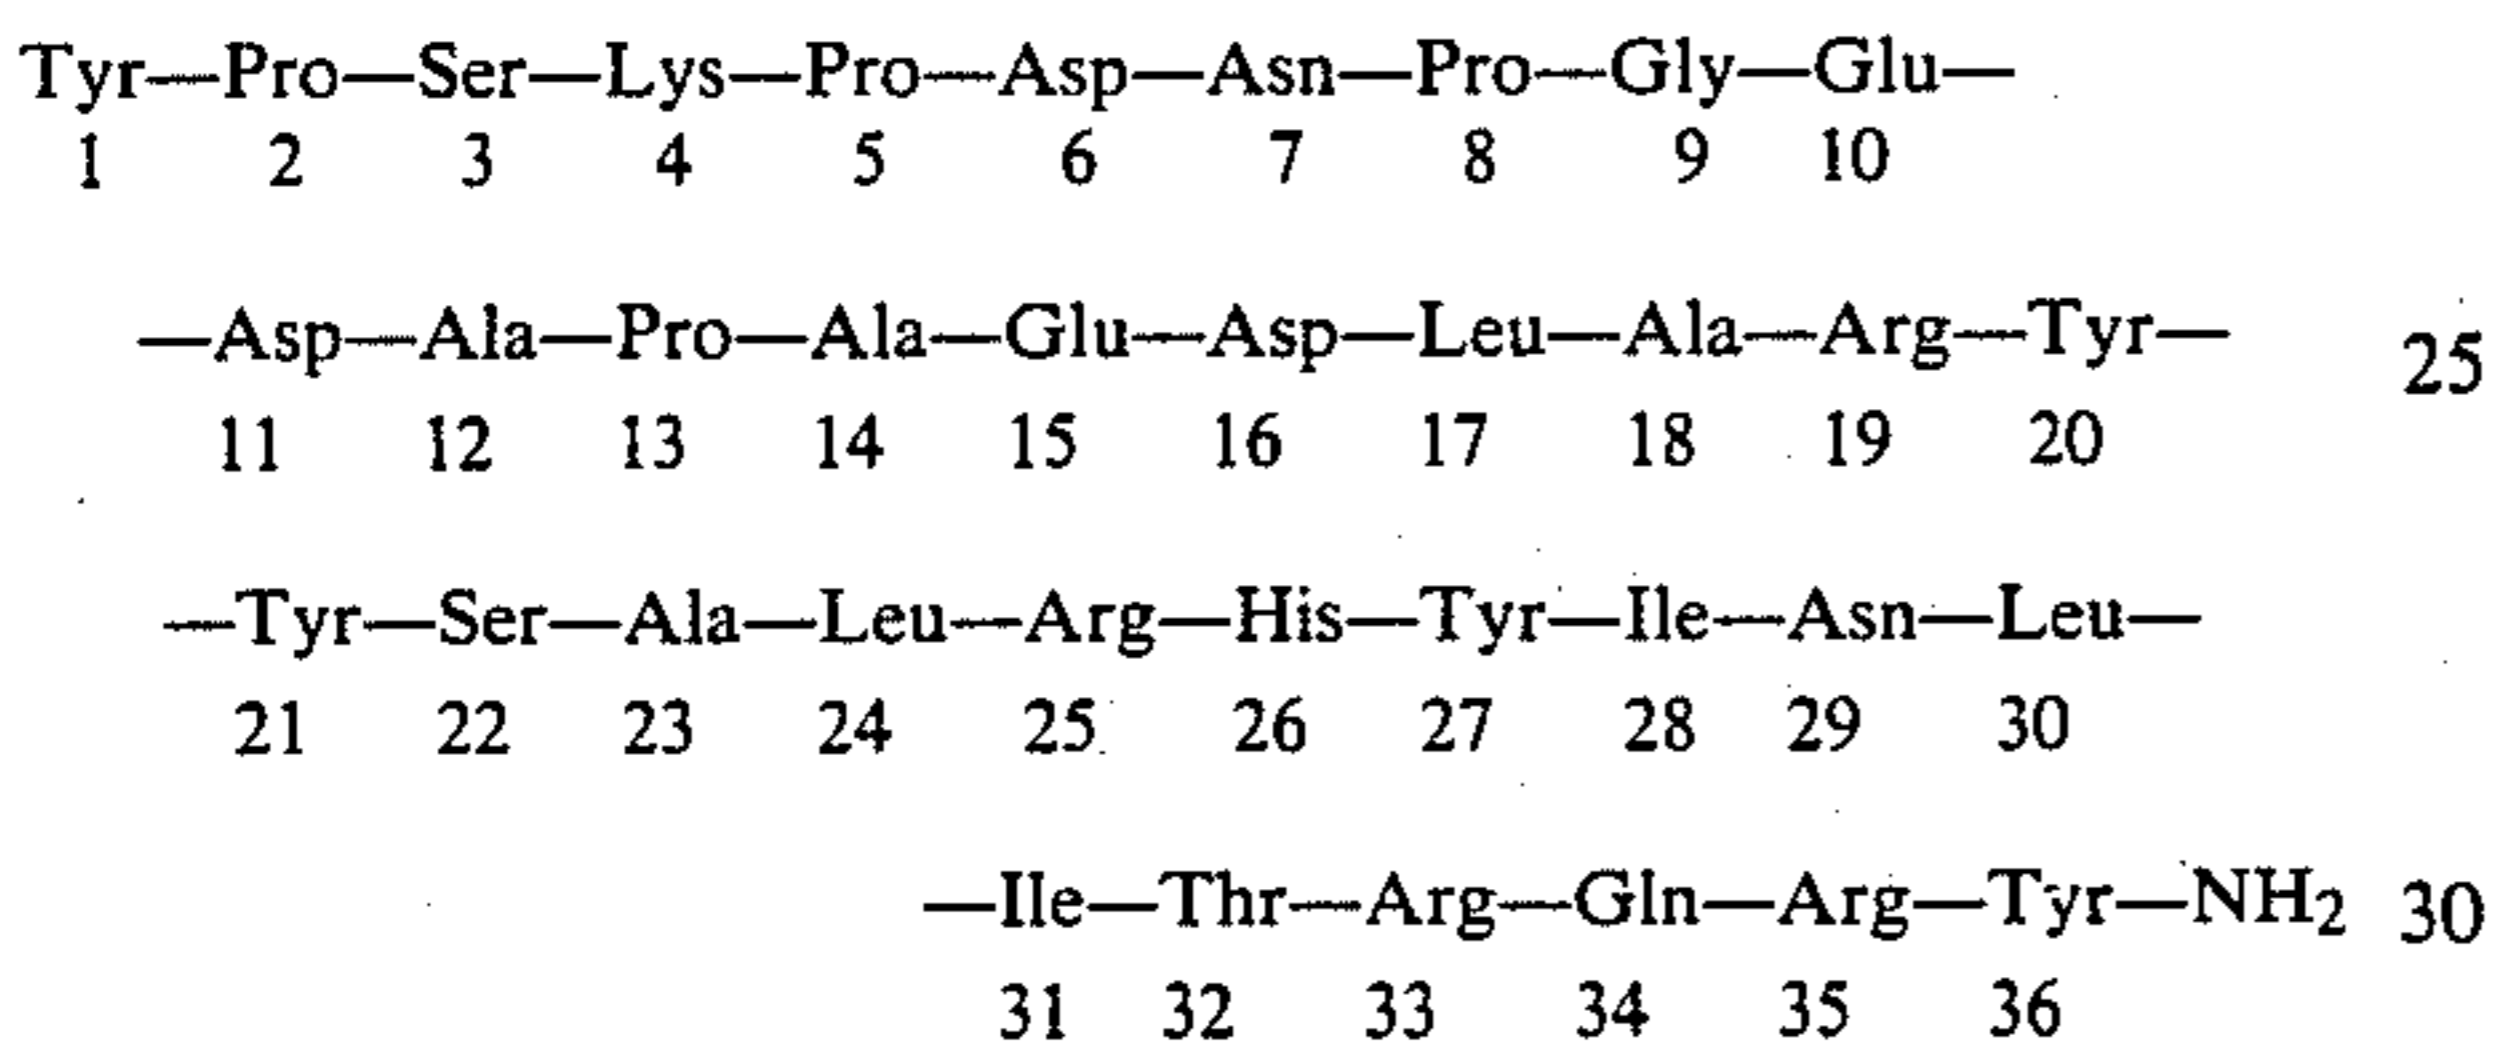 Tyr—Pro—Ser—Lys—Pro—Asp—Asn—Pro—Gly—Glu—
1 2 3 4 5 6 7 8 9 10
—Asp—Ala—Pro—Ala—Glu—Asp—Leu—Ala—Arg—Tyr— 25
11 12 13 14 15 16 17 18 19 20
—Tyr—Ser—Ala—Leu—Arg—His—Tyr—Ile—Asn—Leu—
21 22 23 24 25 26 27 28 29 30
—Ile—Thr—Arg—Gln—Arg—Tyr—NH2 30
31 32 33 34 35 36